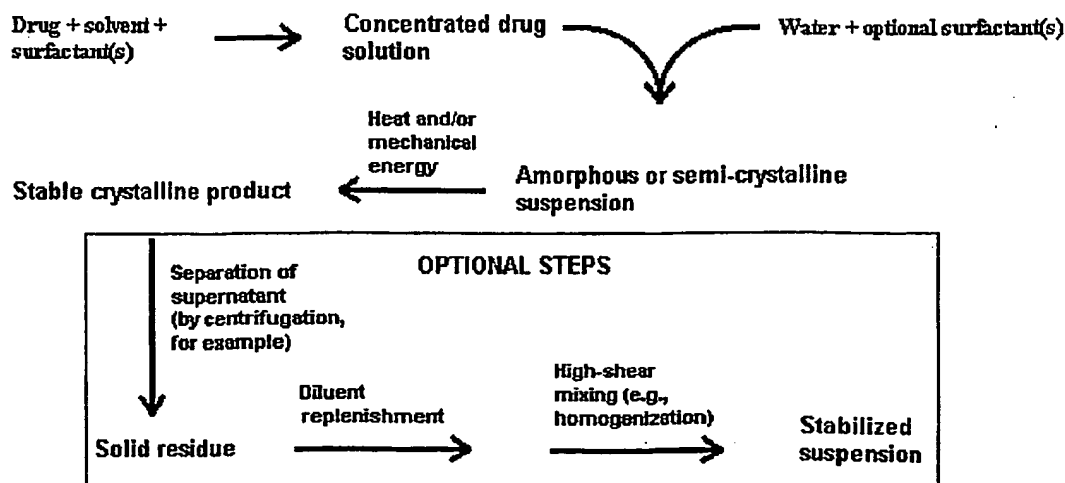 Drug + solvent +
surfactant(s)
Concentrated drug
solution
Water + optional surfactant(s)
Heat and/or
mechanical
energy
Stable crystalline product
Amorphous or semi-crystalline
suspension
OPTIONAL STEPS
Separation of
supernatant
(by centrifugation,
for example)
Solid residue
Diluent
replenishment
High-shear
mixing (e.g.,
homogenization)
Stabilized
suspension